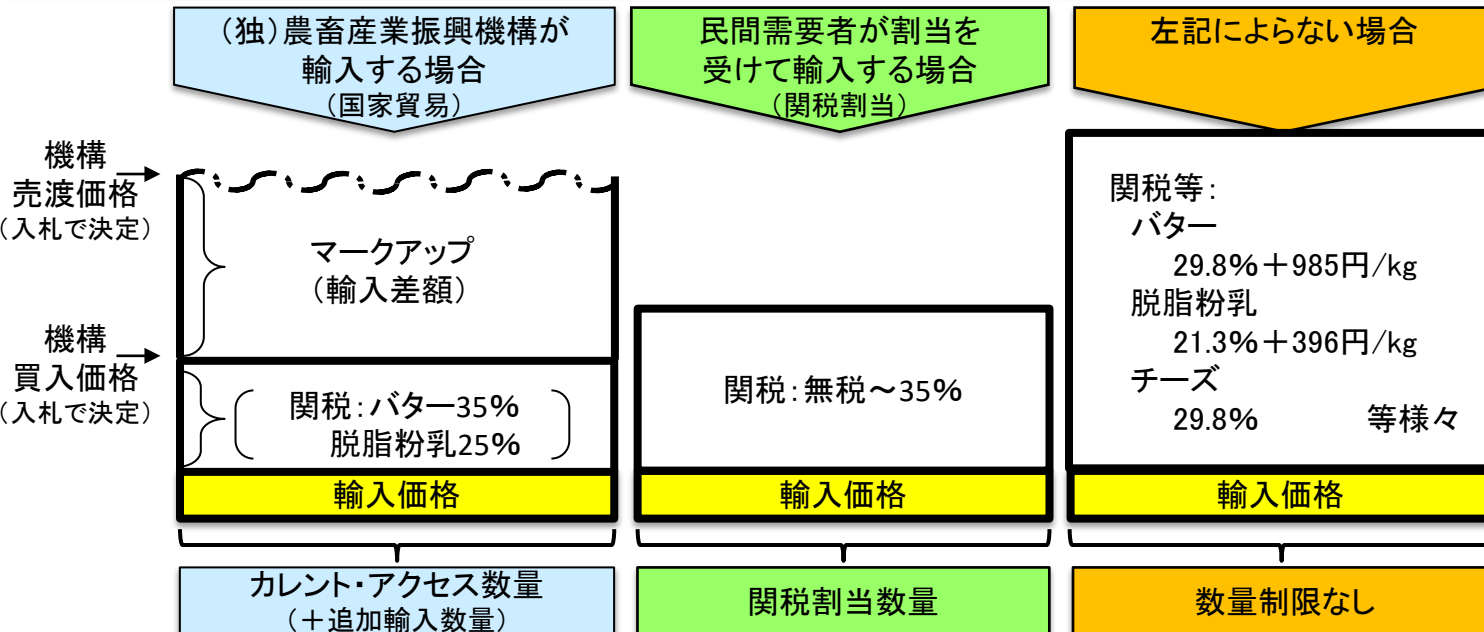 (独)農畜産業振興機構が
輸入する場合
(国家貿易)
民間需要者が割当を
受けて輸入する場合
(関税割当)
左記によらない場合
機構
売渡価格
(入札で決定)
マークアップ
(輸入差額)
機構
買入価格
(入札で決定)
関税:バター35%
脱脂粉乳25%
輸入価格
カレント・アクセス数量
(+追加輸入数量)
関税:無税~35%
輸入価格
関税割当数量
関税等:
バター
29.8%+985円/kg
脱脂粉乳
21.3%+396円/kg
チーズ
29.8% 等様々
輸入価格
数量制限なし